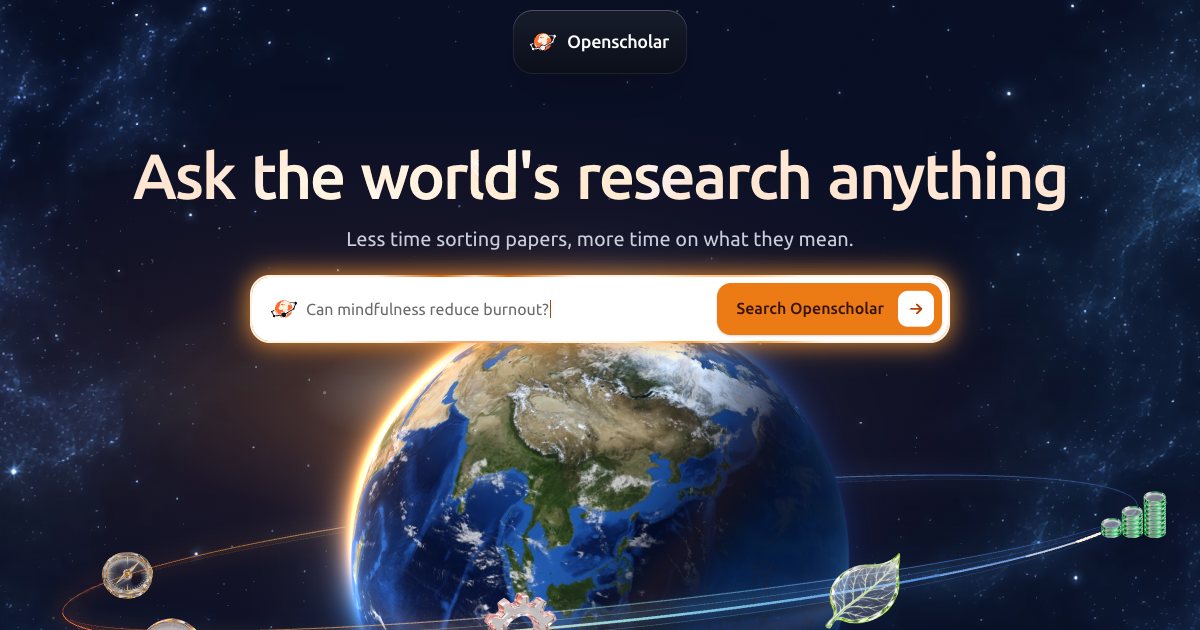 Openscholar
Ask the world's research anything
Less time sorting papers, more time on what they mean.
Can mindfulness reduce burnout?
Search Openscholar